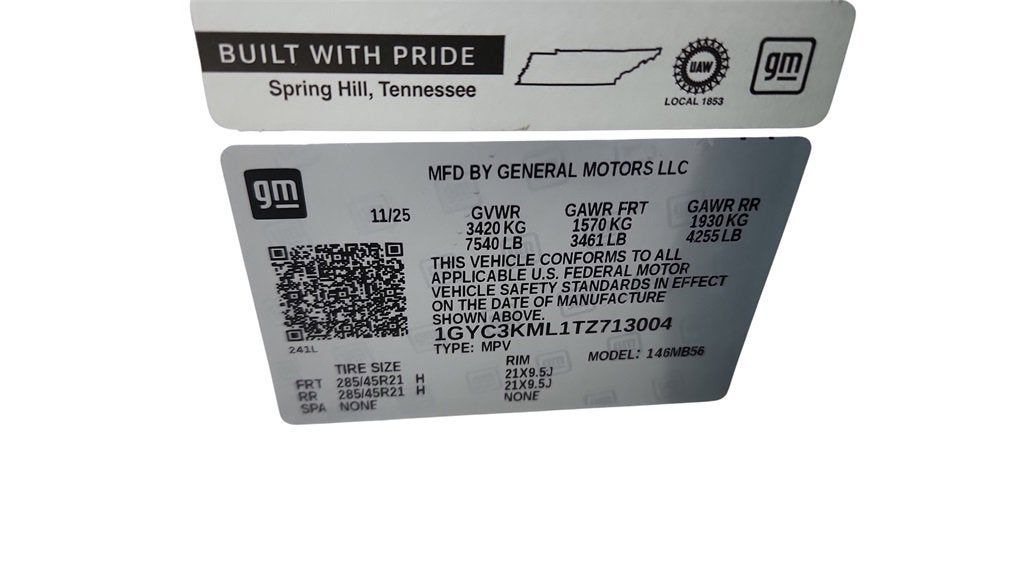 BUILT WITH PRIDE
Spring Hill, Tennessee
UAW
LOCAL 1853
gm
gm
MFD BY GENERAL MOTORS LLC
11/25
GVWR GAWR FRT GAWR RR
3420 KG 1570 KG 1930 KG
7540 LB 3461 LB 4255 LB
THIS VEHICLE CONFORMS TO ALL
APPLICABLE U.S. FEDERAL MOTOR
VEHICLE SAFETY STANDARDS IN EFFECT
ON THE DATE OF MANUFACTURE
SHOWN ABOVE.
1GYC3KML1TZ713004
TYPE: MPV MODEL: 146MB56
241L
TIRE SIZE RIM
FRT 285/45R21 H 21X9.5J
RR 285/45R21 H 21X9.5J
SPA NONE NONE